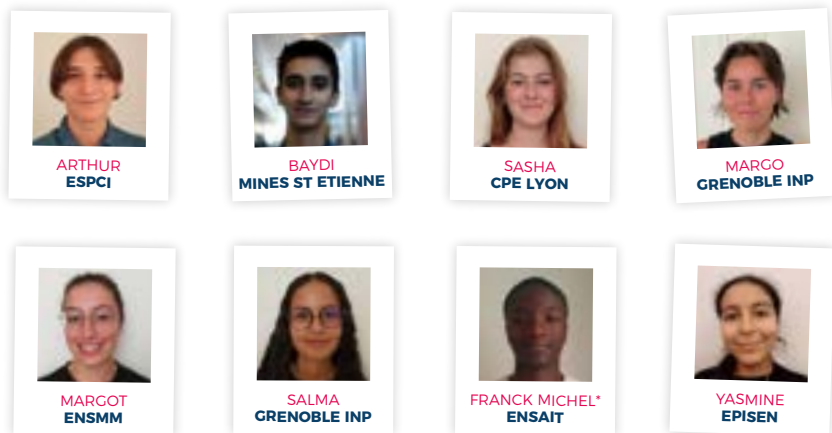 ARTHUR
ESPCI
BAYDI
MINES ST ETIENNE
SASHA
CPE LYON
MARGO
GRENOBLE INP
MARGOT
ENSMM
SALMA
GRENOBLE INP
FRANCK MICHEL*
ENSAIT
YASMINE
EPISEN